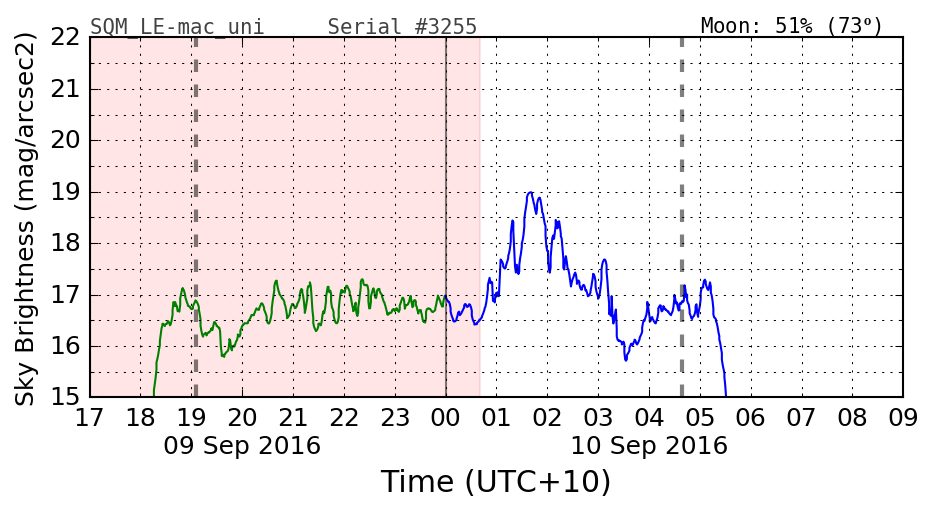 SQM_LE-mac_uni Serial #3255 Moon: 51% (73°)
22
21
20
19
18
17
16
15
Sky Brightness (mag/arcsec2)
17 18 19 20 21 22 23 00 01 02 03 04 05 06 07 08 09
09 Sep 2016 10 Sep 2016
Time (UTC+10)